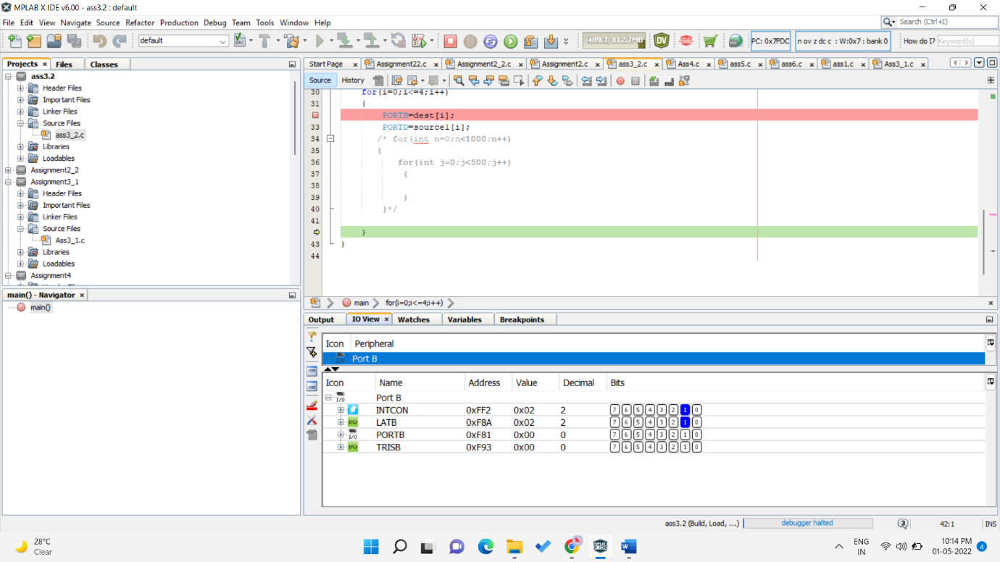 MPLAB X IDE v6.00 - ass3.2 : default
File Edit View Navigate Source Refactor Production Debug Team Tools Window Help
Search (Ctrl+I)
default
489.7/812.7MB
PC: 0x7FDC
n ov z dc c : W:0x7 : bank 0
How do I? Keyword(s)
Projects Files Classes
ass3.2
Header Files
Important Files
Linker Files
Source Files
ass3_2.c
Libraries
Loadables
Assignment2_2
Assignment3_1
Header Files
Important Files
Linker Files
Source Files
Ass3_1.c
Libraries
Loadables
Assignment4
main() - Navigator
main()
Start Page Assignment22.c Assignment2_2.c Assignment2.c ass3_2.c Ass4.c ass5.c ass6.c ass1.c Ass3_1.c
Source History
30 for(i=0;i<=4;i++)
31 {
PORTB=dest[i];
33 PORTD=source1[i];
34 /* for(int n=0;n<1000;n++)
35 {
36 for(int j=0;j<500;j++)
37 {
38
39 }
40 }*/
41
}
43 }
44
main for(i=0;i<=4;i++)
Output IO View Watches Variables Breakpoints
Icon Peripheral
Port B
Icon Name Address Value Decimal Bits
Port B
INTCON 0xFF2 0x02 2 7 6 5 4 3 2 1 0
LATB 0xF8A 0x02 2 7 6 5 4 3 2 1 0
PORTB 0xF81 0x00 0 7 6 5 4 3 2 1 0
TRISB 0xF93 0x00 0 7 6 5 4 3 2 1 0
ass3.2 (Build, Load, ...) debugger halted 3 42:1 INS
28°C
Clear
ENG
IN
10:14 PM
01-05-2022
4